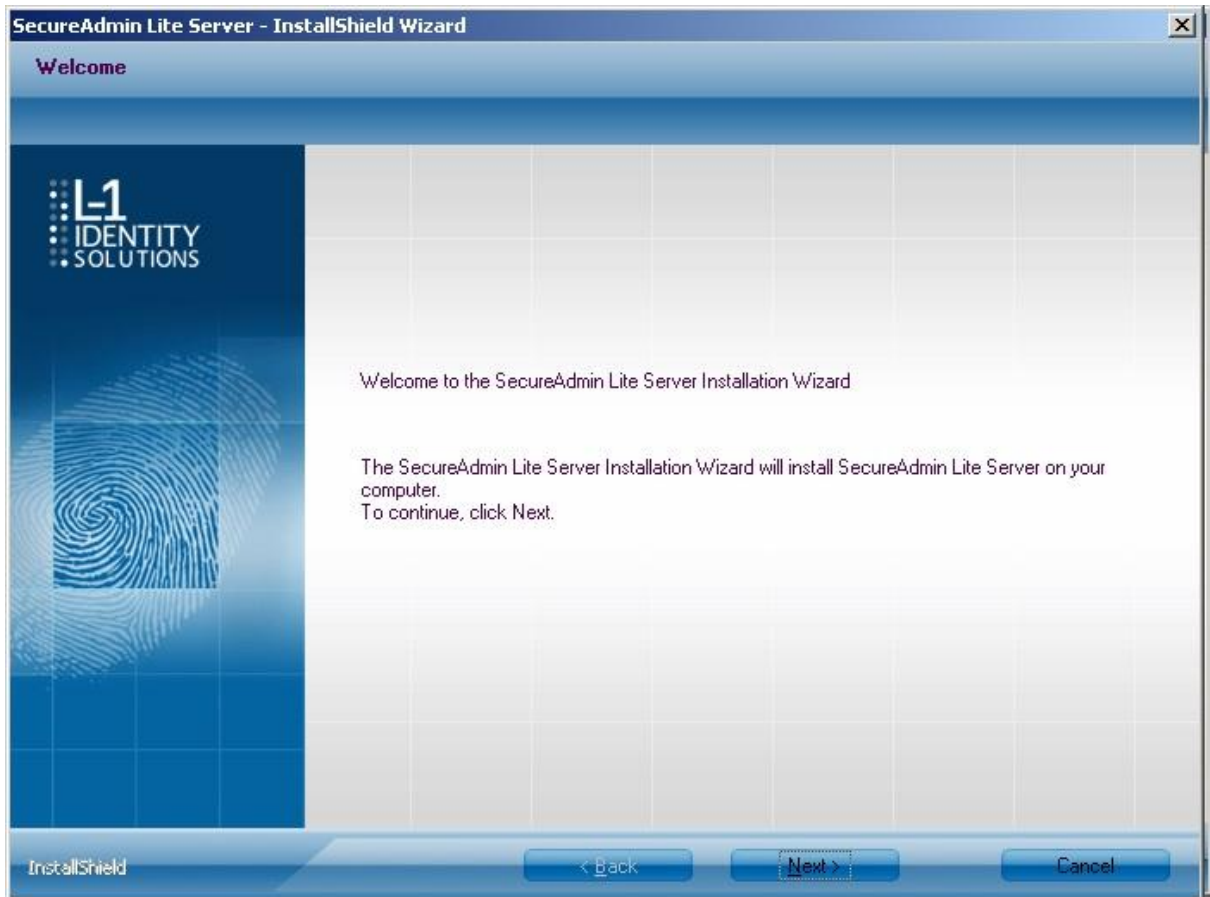 SecureAdmin Lite Server - InstallShield Wizard
Welcome
L-1
IDENTITY
SOLUTIONS
Welcome to the SecureAdmin Lite Server Installation Wizard
The SecureAdmin Lite Server Installation Wizard will install SecureAdmin Lite Server on your
computer.
To continue, click Next.
InstallShield
< Back
Next >
Cancel